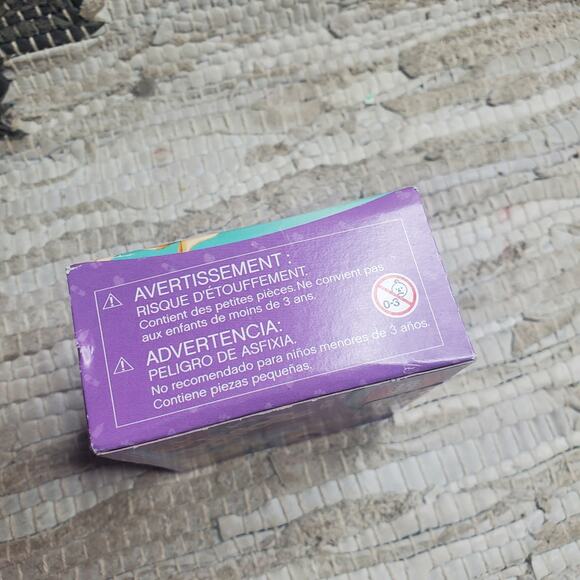 AVERTISSEMENT :
RISQUE D'ÉTOUFFEMENT.
Contient des petites pièces. Ne convient pas
aux enfants de moins de 3 ans.
0-3
ADVERTENCIA:
PELIGRO DE ASFIXIA.
No recomendado para niños menores de 3 años.
Contiene piezas pequeñas.